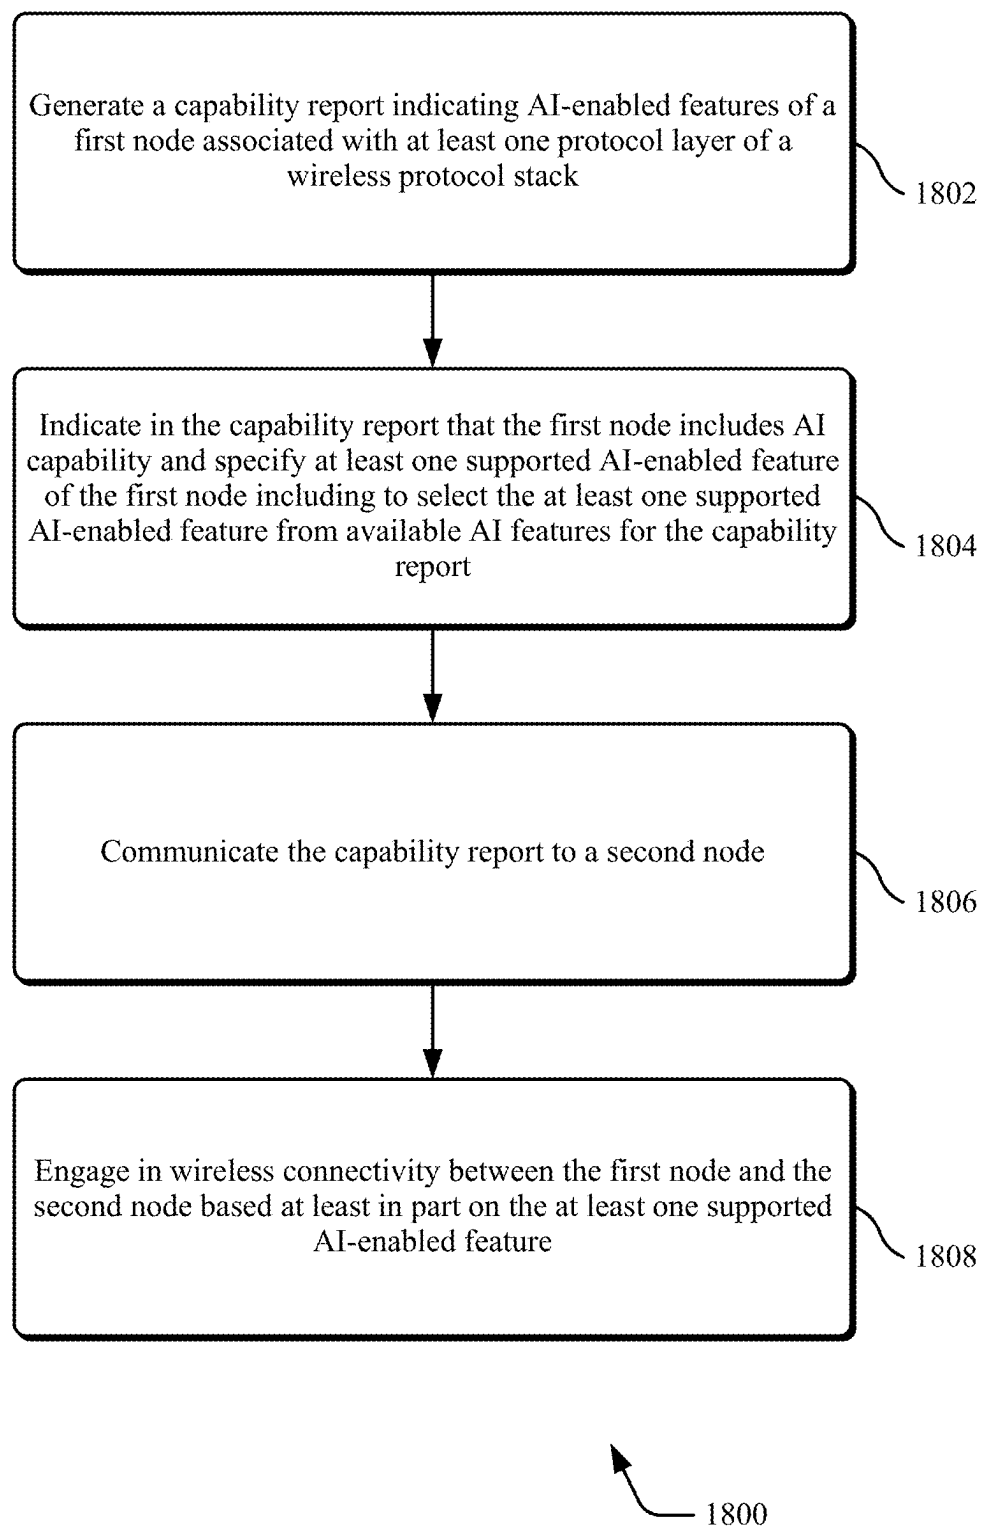 Generate a capability report indicating AI-enabled features of a
first node associated with at least one protocol layer of a
wireless protocol stack
1802
Indicate in the capability report that the first node includes AI
capability and specify at least one supported AI-enabled feature
of the first node including to select the at least one supported
AI-enabled feature from available AI features for the capability
report
1804
Communicate the capability report to a second node
1806
Engage in wireless connectivity between the first node and the
second node based at least in part on the at least one supported
AI-enabled feature
1808
1800